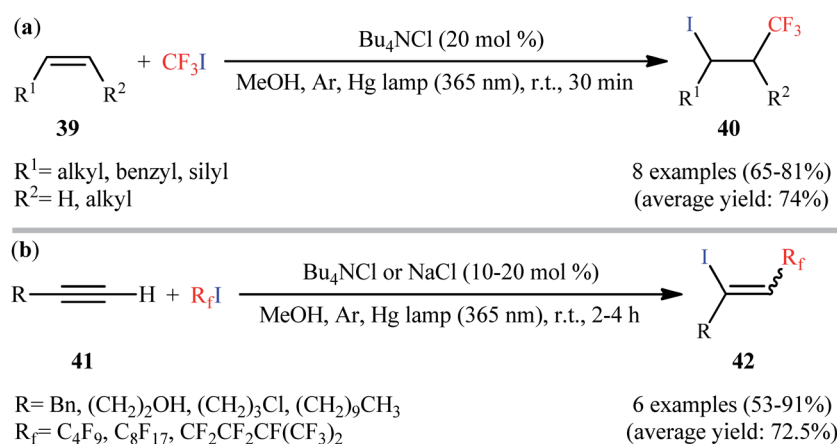 (a)
Bu₄NCl (20 mol %)
R¹ R² + CF₃I
MeOH, Ar, Hg lamp (365 nm), r.t., 30 min
I CF₃
R¹ R²
39
40
R¹= alkyl, benzyl, silyl
R²= H, alkyl
8 examples (65-81%)
(average yield: 74%)
(b)
Bu₄NCl or NaCl (10-20 mol %)
R H + R_fI
MeOH, Ar, Hg lamp (365 nm), r.t., 2-4 h
I R_f
R
41
42
R= Bn, (CH₂)₂OH, (CH₂)₃Cl, (CH₂)₉CH₃
R_f= C₄F₉, C₈F₁₇, CF₂CF₂CF(CF₃)₂
6 examples (53-91%)
(average yield: 72.5%)